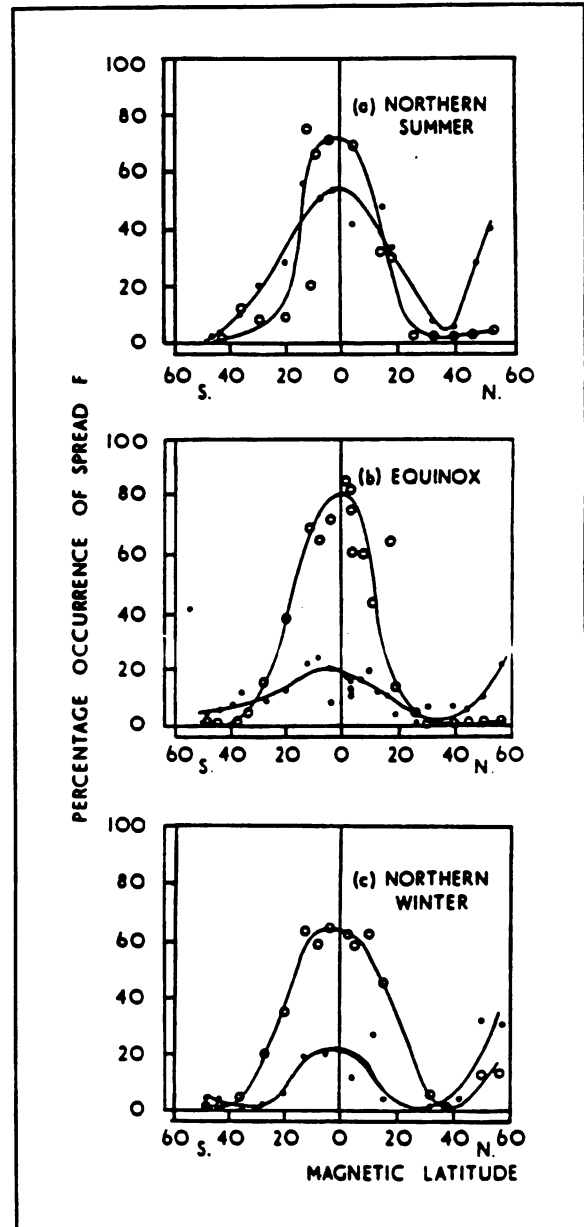 PERCENTAGE OCCURRENCE OF SPREAD F
100
80
60
40
20
0
(a) NORTHERN
SUMMER
60 40 20 0 20 40 60
S. N.
100
80
60
40
20
0
(b) EQUINOX
60 40 20 0 20 40 60
S. N.
100
80
60
40
20
0
(c) NORTHERN
WINTER
60 40 20 0 20 40 60
S. N.
MAGNETIC LATITUDE